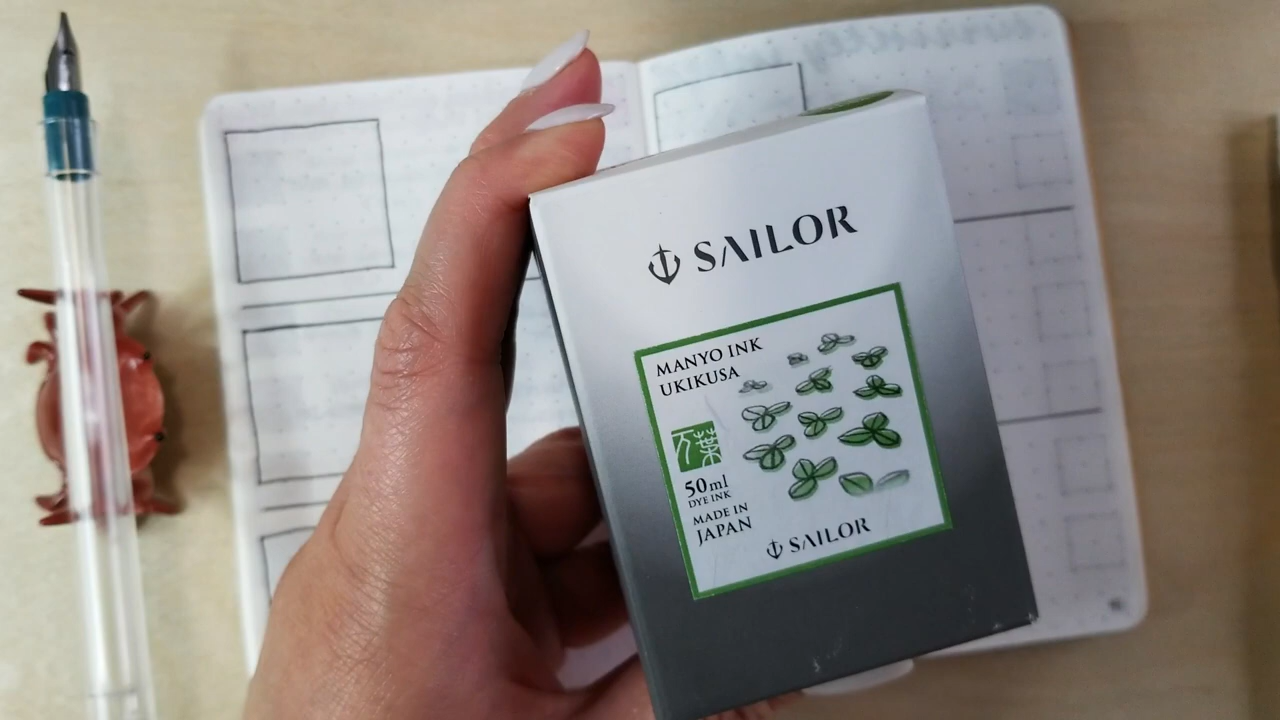 SAILOR
MANYO INK
UKIKUSA
万葉
50ml
DYE INK
MADE IN
JAPAN
SAILOR